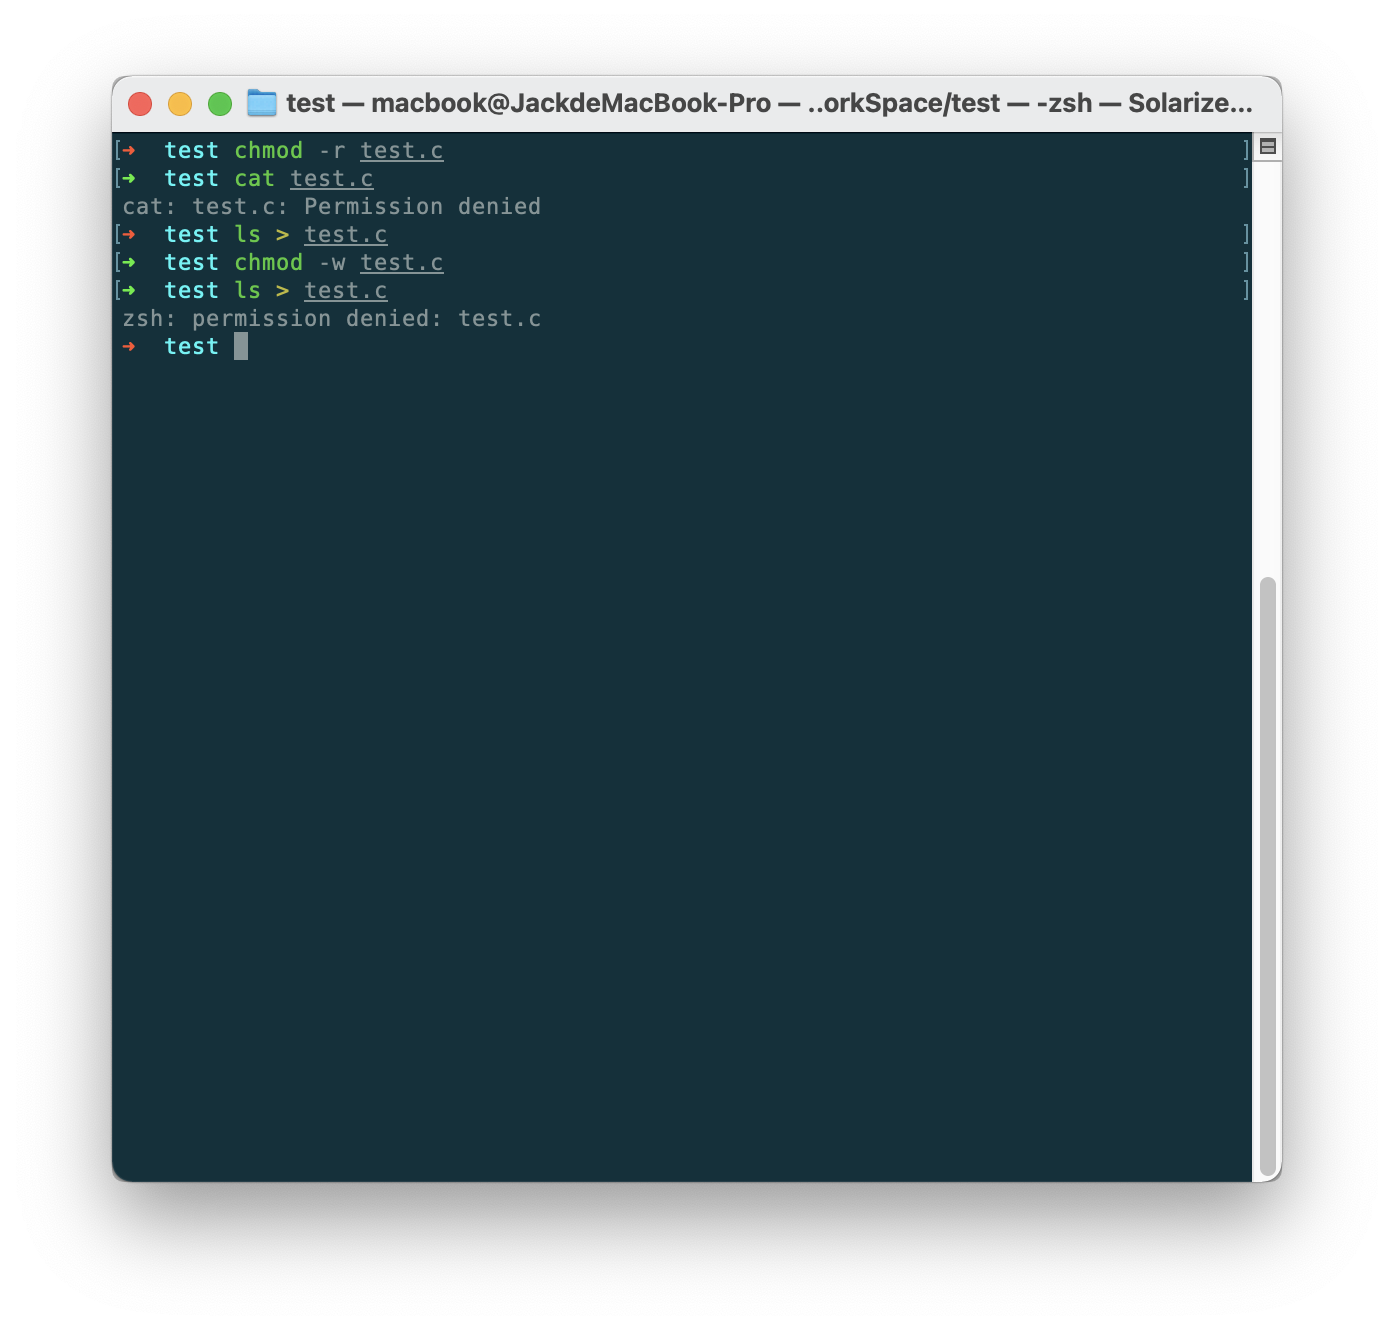 test — macbook@JackdeMacBook-Pro — ..orkSpace/test — -zsh — Solarize...
[➜  test chmod -r test.c ]
[➜  test cat test.c ]
cat: test.c: Permission denied
[➜  test ls > test.c ]
[➜  test chmod -w test.c ]
[➜  test ls > test.c ]
zsh: permission denied: test.c
➜  test